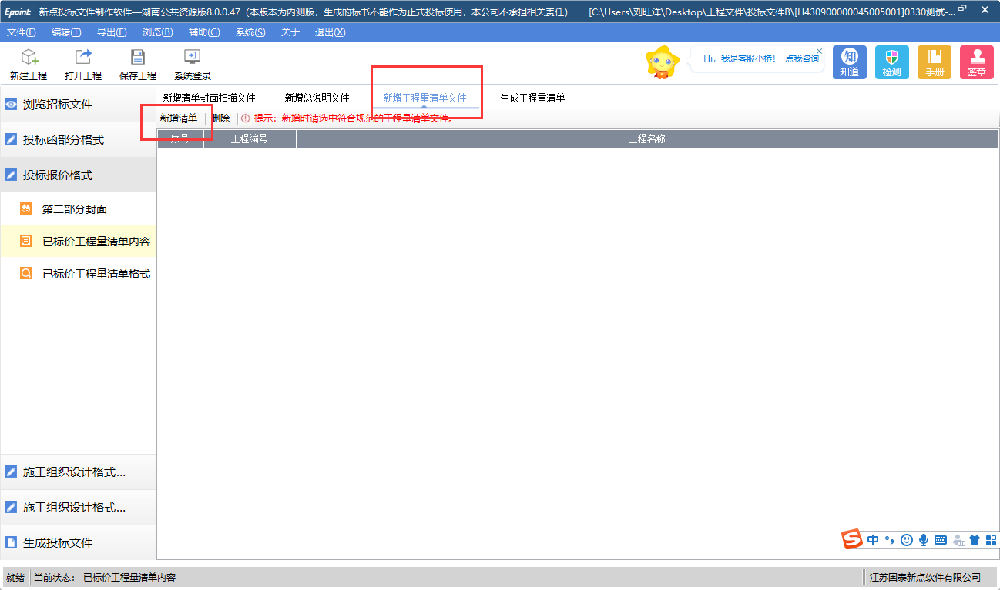 Epoint 新点投标文件制作软件—湖南公共资源版8.0.0.47（本版本为内测版，生成的标书不能作为正式投标使用，本公司不承担相关责任） [C:\Users\刘旺洋\Desktop\工程文件\投标文件B\[H430900000045005001]0330测试-...
文件(F) 编辑(T) 导出(E) 浏览(B) 辅助(G) 系统(S) 关于 退出(X)
新建工程 打开工程 保存工程 系统登录
Hi，我是客服小桥！ 点我咨询
知 知道 检测 手册 签章
浏览招标文件
投标函部分格式
投标报价格式
第二部分封面
已标价工程量清单内容
已标价工程量清单格式
施工组织设计格式...
施工组织设计格式...
生成投标文件
新增清单封面扫描文件 新增总说明文件 新增工程量清单文件 生成工程量清单
新增清单 删除 提示：新增时请选中符合规范的工程量清单文件。
序号 工程编号 工程名称
S 中
就绪 当前状态： 已标价工程量清单内容 江苏国泰新点软件有限公司